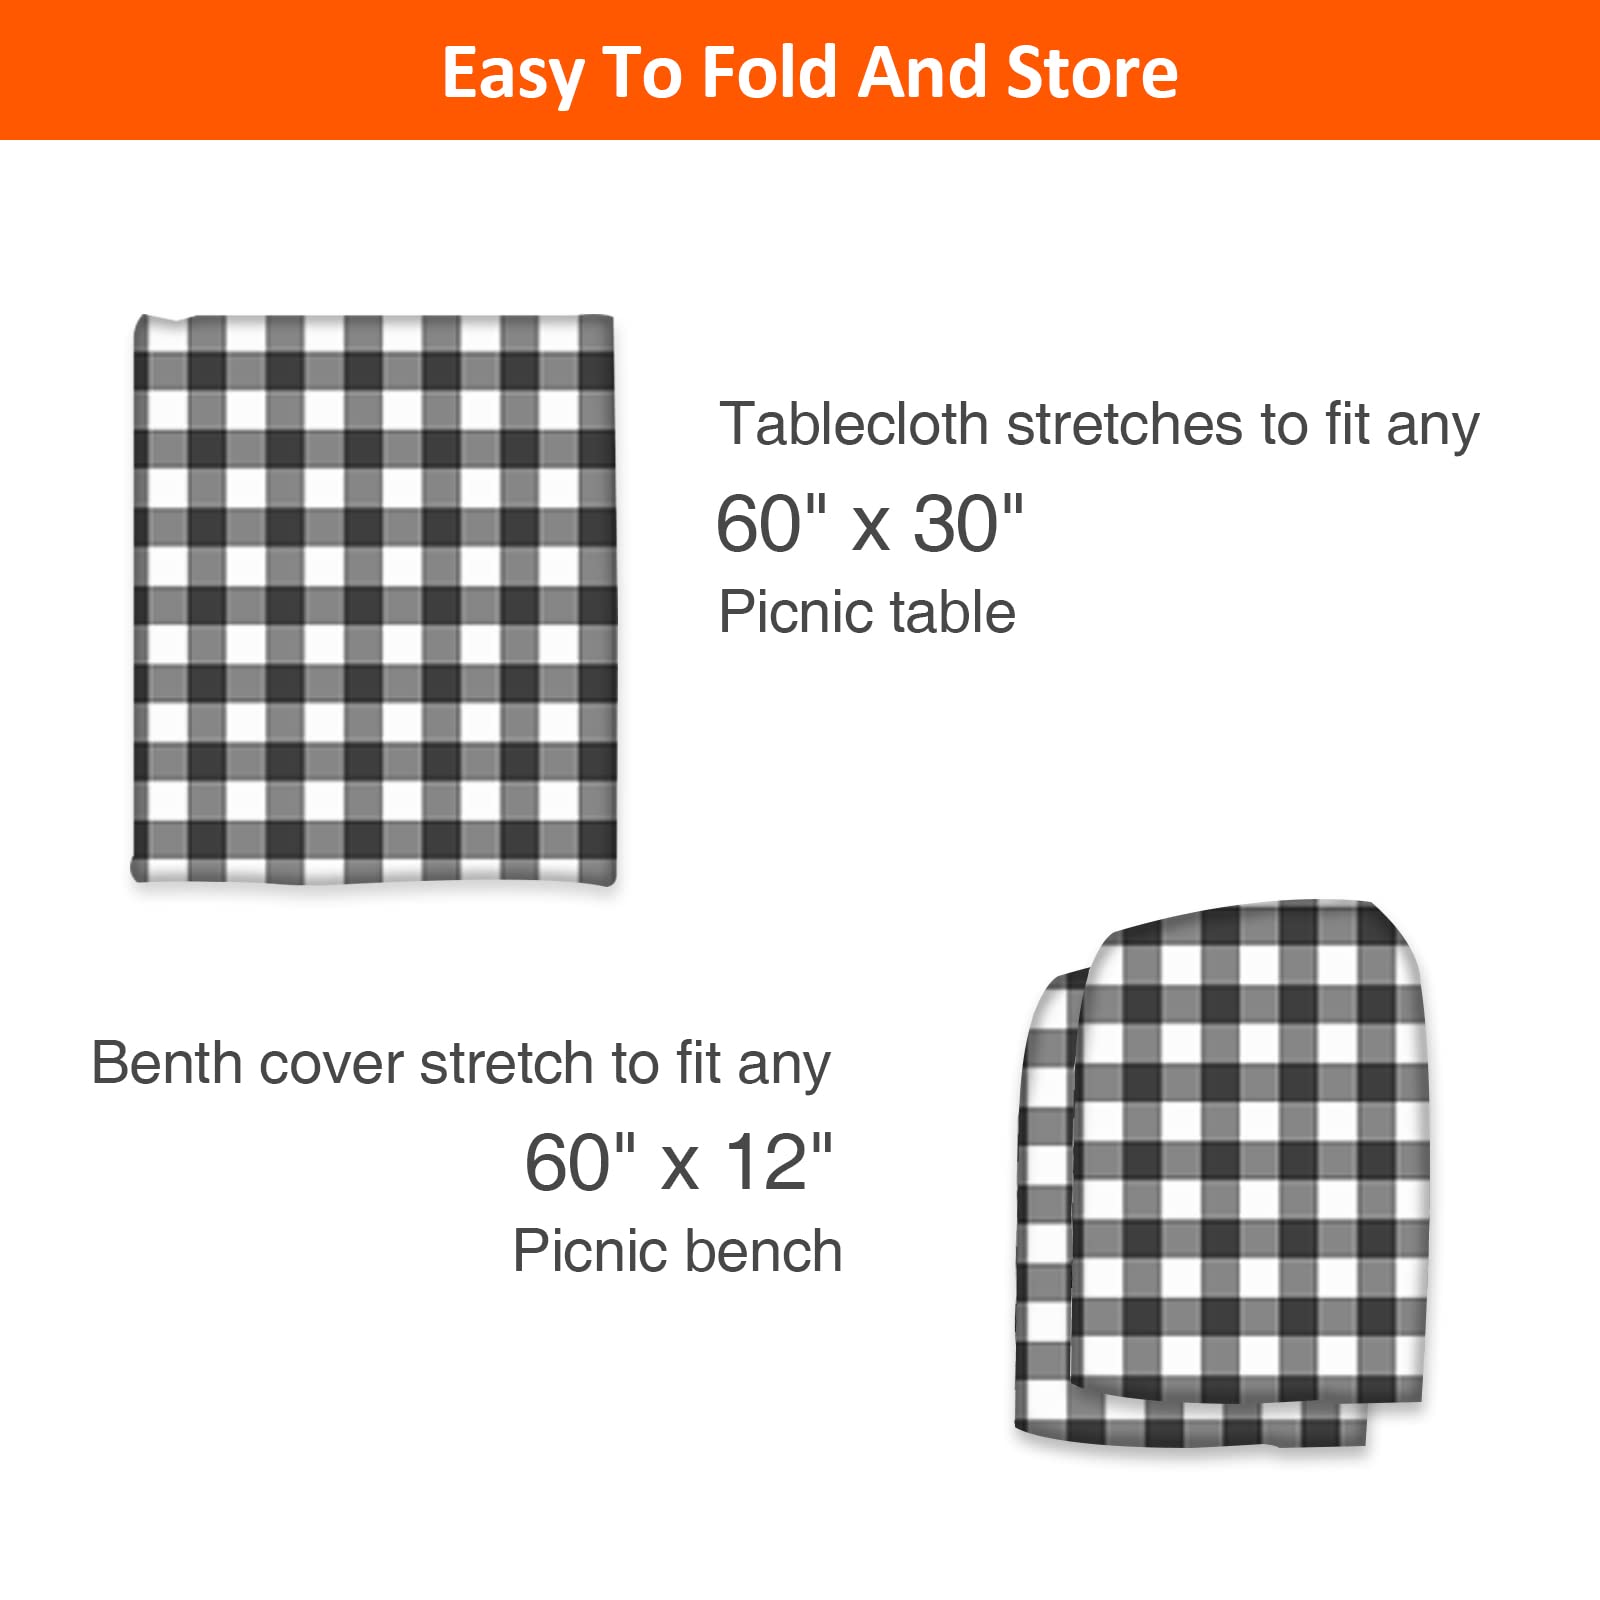 Easy To Fold And Store
Tablecloth stretches to fit any
60" x 30"
Picnic table
Benth cover stretch to fit any
60" x 12"
Picnic bench